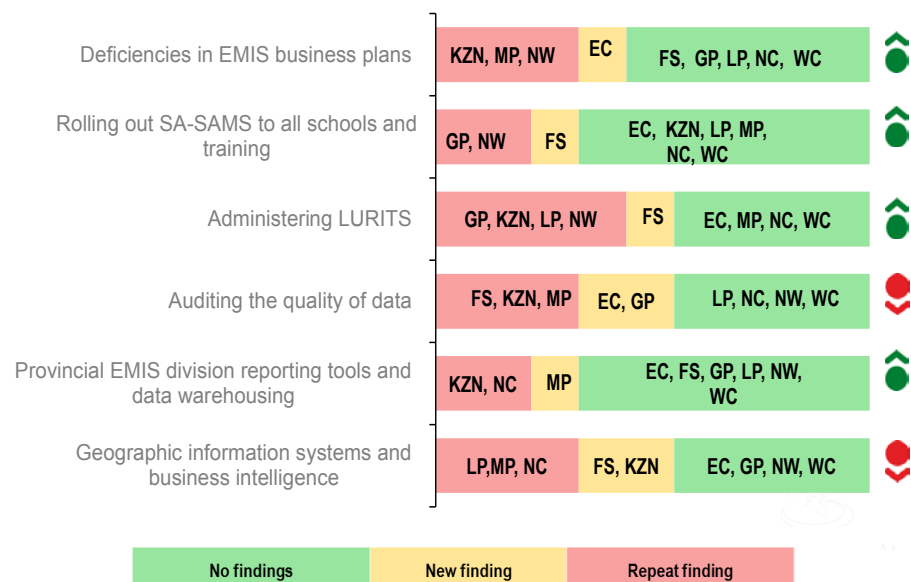 Deficiencies in EMIS business plans
KZN, MP, NW
EC
FS, GP, LP, NC, WC
Rolling out SA-SAMS to all schools and
training
GP, NW
FS
EC, KZN, LP, MP,
NC, WC
Administering LURITS
GP, KZN, LP, NW
FS
EC, MP, NC, WC
Auditing the quality of data
FS, KZN, MP
EC, GP
LP, NC, NW, WC
Provincial EMIS division reporting tools and
data warehousing
KZN, NC
MP
EC, FS, GP, LP, NW,
WC
Geographic information systems and
business intelligence
LP,MP, NC
FS, KZN
EC, GP, NW, WC
No findings
New finding
Repeat finding